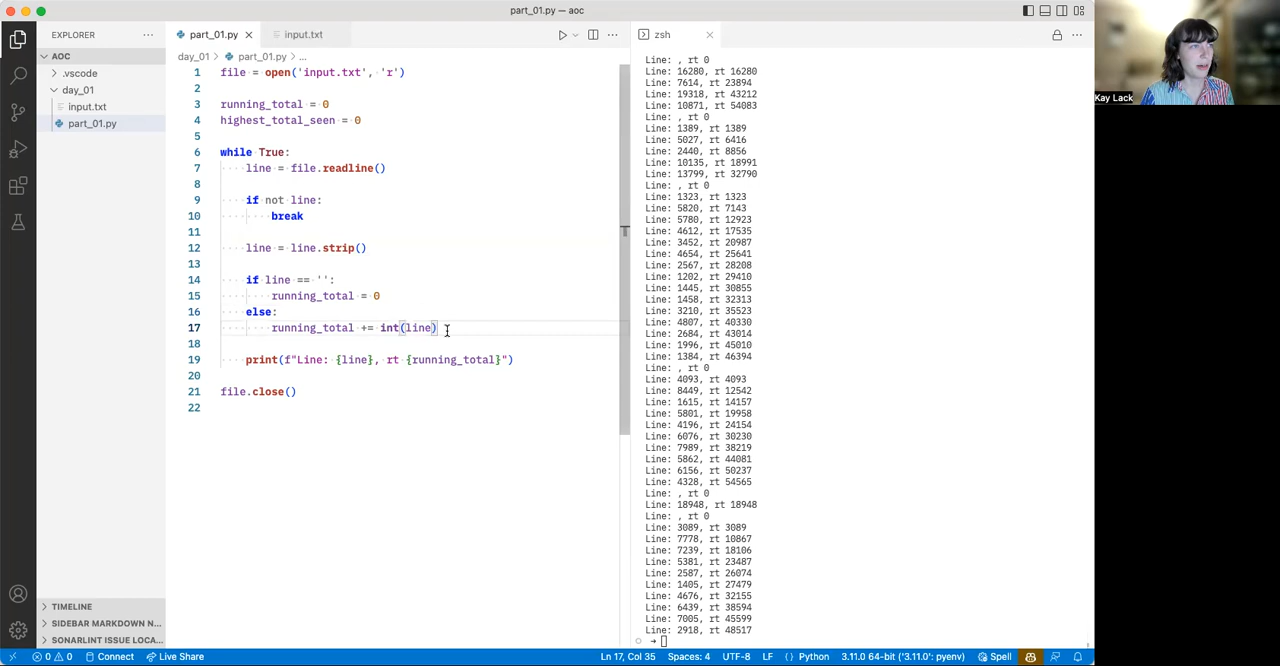 part_01.py — aoc
EXPLORER
AOC
.vscode
day_01
input.txt
part_01.py
TIMELINE
SEARCHBAR MARKDOWN N...
SONARLINT ISSUE LOCA...
part_01.py
input.txt
day_01 > part_01.py > ...
1 file = open('input.txt', 'r')
2
3 running_total = 0
4 highest_total_seen = 0
5
6 while True:
7 line = file.readline()
8
9 if not line:
10 break
11
12 line = line.strip()
13
14 if line == '':
15 running_total = 0
16 else:
17 running_total += int(line)
18
19 print(f"Line: {line}, rt {running_total}")
20
21 file.close()
22
zsh
Line: , rt 0
Line: 16280, rt 16280
Line: 7614, rt 23894
Line: 19318, rt 43212
Line: 10871, rt 54083
Line: , rt 0
Line: 1389, rt 1389
Line: 5027, rt 6416
Line: 2440, rt 8856
Line: 10135, rt 18991
Line: 13799, rt 32790
Line: , rt 0
Line: 1323, rt 1323
Line: 5820, rt 7143
Line: 5780, rt 12923
Line: 4612, rt 17535
Line: 3452, rt 20987
Line: 4654, rt 25641
Line: 2567, rt 28208
Line: 1202, rt 29410
Line: 1445, rt 30855
Line: 1458, rt 32313
Line: 3210, rt 35523
Line: 4807, rt 40330
Line: 2684, rt 43014
Line: 1996, rt 45010
Line: 1384, rt 46394
Line: , rt 0
Line: 4093, rt 4093
Line: 8449, rt 12542
Line: 1615, rt 14157
Line: 5801, rt 19958
Line: 4196, rt 24154
Line: 6076, rt 30230
Line: 7989, rt 38219
Line: 5862, rt 44081
Line: 6156, rt 50237
Line: 4328, rt 54565
Line: , rt 0
Line: 18948, rt 18948
Line: , rt 0
Line: 3089, rt 3089
Line: 7778, rt 10867
Line: 7239, rt 18106
Line: 5381, rt 23487
Line: 2587, rt 26074
Line: 1405, rt 27479
Line: 4676, rt 32155
Line: 6439, rt 38594
Line: 7005, rt 45599
Line: 2918, rt 48517
Kay Lack
0 0 Connect Live Share Ln 17, Col 35 Spaces: 4 UTF-8 LF Python 3.11.0 64-bit ('3.11.0': pyenv) Spell